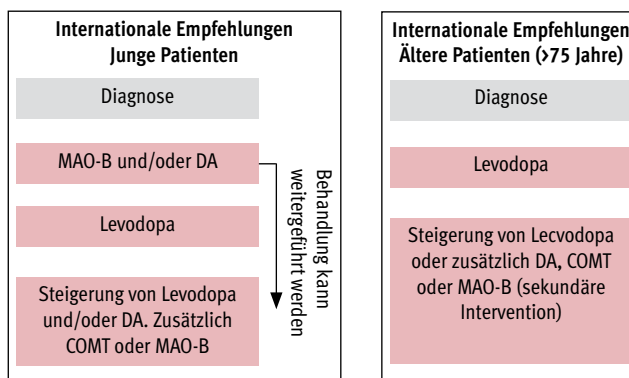 Internationale Empfehlungen
Junge Patienten
Diagnose
MAO-B und/oder DA
Levodopa
Steigerung von Levodopa
und/oder DA. Zusätzlich
COMT oder MAO-B
Behandlung kann
weitergeführt werden
Internationale Empfehlungen
Ältere Patienten (>75 Jahre)
Diagnose
Levodopa
Steigerung von Lecvodopa
oder zusätzlich DA, COMT
oder MAO-B (sekundäre
Intervention)